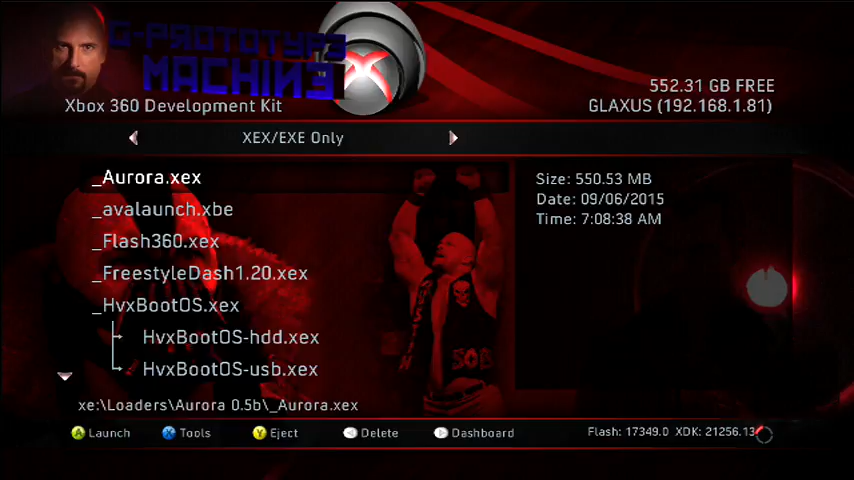 G-PROTOTYP3
MACHIN3
552.31 GB FREE
Xbox 360 Development Kit
GLAXUS (192.168.1.81)
XEX/EXE Only
_Aurora.xex
_avalaunch.xbe
_Flash360.xex
_FreestyleDash1.20.xex
_HvxBootOS.xex
HvxBootOS-hdd.xex
HvxBootOS-usb.xex
Size: 550.53 MB
Date: 09/06/2015
Time: 7:08:38 AM
xe:\Loaders\Aurora 0.5b\_Aurora.xex
A Launch
X Tools
Y Eject
Delete
Dashboard
Flash: 17349.0 XDK: 21256.13